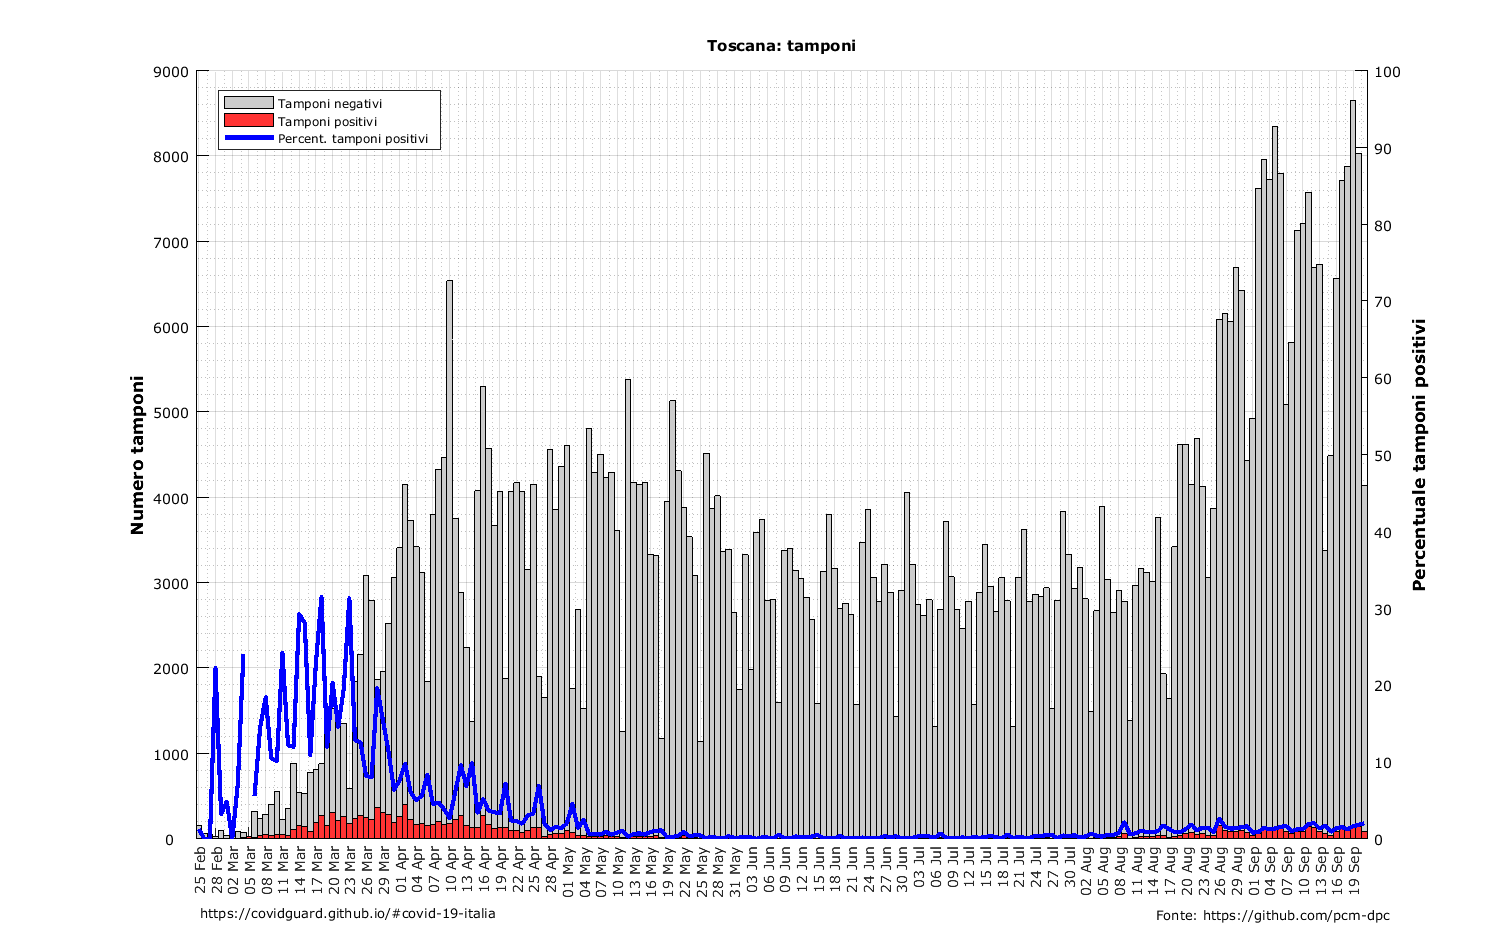 Toscana: tamponi
Tamponi negativi
Tamponi positivi
Percent. tamponi positivi
Numero tamponi
9000
8000
7000
6000
5000
4000
3000
2000
1000
0
Percentuale tamponi positivi
100
90
80
70
60
50
40
30
20
10
0
25 Feb
28 Feb
02 Mar
05 Mar
08 Mar
11 Mar
14 Mar
17 Mar
20 Mar
23 Mar
26 Mar
29 Mar
01 Apr
04 Apr
07 Apr
10 Apr
13 Apr
16 Apr
19 Apr
22 Apr
25 Apr
28 Apr
01 May
04 May
07 May
10 May
13 May
16 May
19 May
22 May
25 May
28 May
31 May
03 Jun
06 Jun
09 Jun
12 Jun
15 Jun
18 Jun
21 Jun
24 Jun
27 Jun
30 Jun
03 Jul
06 Jul
09 Jul
12 Jul
15 Jul
18 Jul
21 Jul
24 Jul
27 Jul
30 Jul
02 Aug
05 Aug
08 Aug
11 Aug
14 Aug
17 Aug
20 Aug
23 Aug
26 Aug
29 Aug
01 Sep
04 Sep
07 Sep
10 Sep
13 Sep
16 Sep
19 Sep
https://covidguard.github.io/#covid-19-italia
Fonte: https://github.com/pcm-dpc